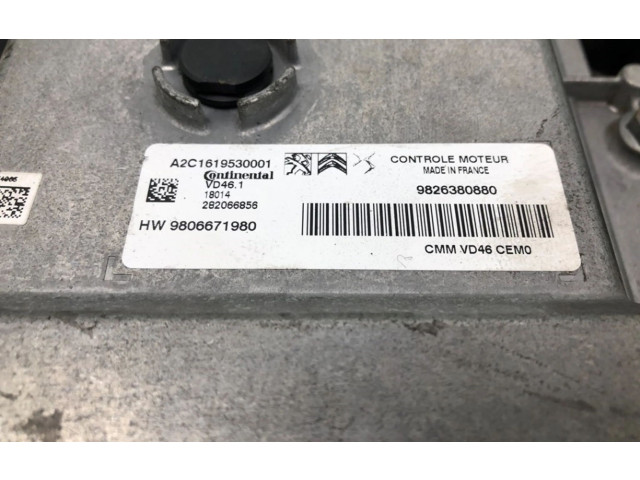 A2C1619530001
Continental
VD46.1
18014
282066856
HW 9806671980
CONTROLE MOTEUR
MADE IN FRANCE
9826380880
CMM VD46 CEM0